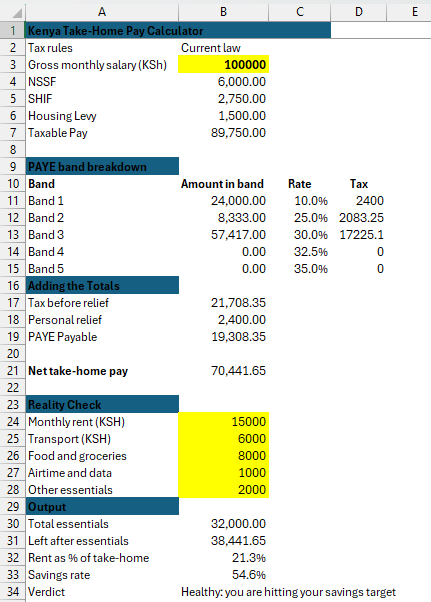 A B C D E
1 Kenya Take-Home Pay Calculator
2 Tax rules Current law
3 Gross monthly salary (KSh) 100000
4 NSSF 6,000.00
5 SHIF 2,750.00
6 Housing Levy 1,500.00
7 Taxable Pay 89,750.00
8
9 PAYE band breakdown
10 Band Amount in band Rate Tax
11 Band 1 24,000.00 10.0% 2400
12 Band 2 8,333.00 25.0% 2083.25
13 Band 3 57,417.00 30.0% 17225.1
14 Band 4 0.00 32.5% 0
15 Band 5 0.00 35.0% 0
16 Adding the Totals
17 Tax before relief 21,708.35
18 Personal relief 2,400.00
19 PAYE Payable 19,308.35
20
21 Net take-home pay 70,441.65
22
23 Reality Check
24 Monthly rent (KSH) 15000
25 Transport (KSH) 6000
26 Food and groceries 8000
27 Airtime and data 1000
28 Other essentials 2000
29 Output
30 Total essentials 32,000.00
31 Left after essentials 38,441.65
32 Rent as % of take-home 21.3%
33 Savings rate 54.6%
34 Verdict Healthy: you are hitting your savings target